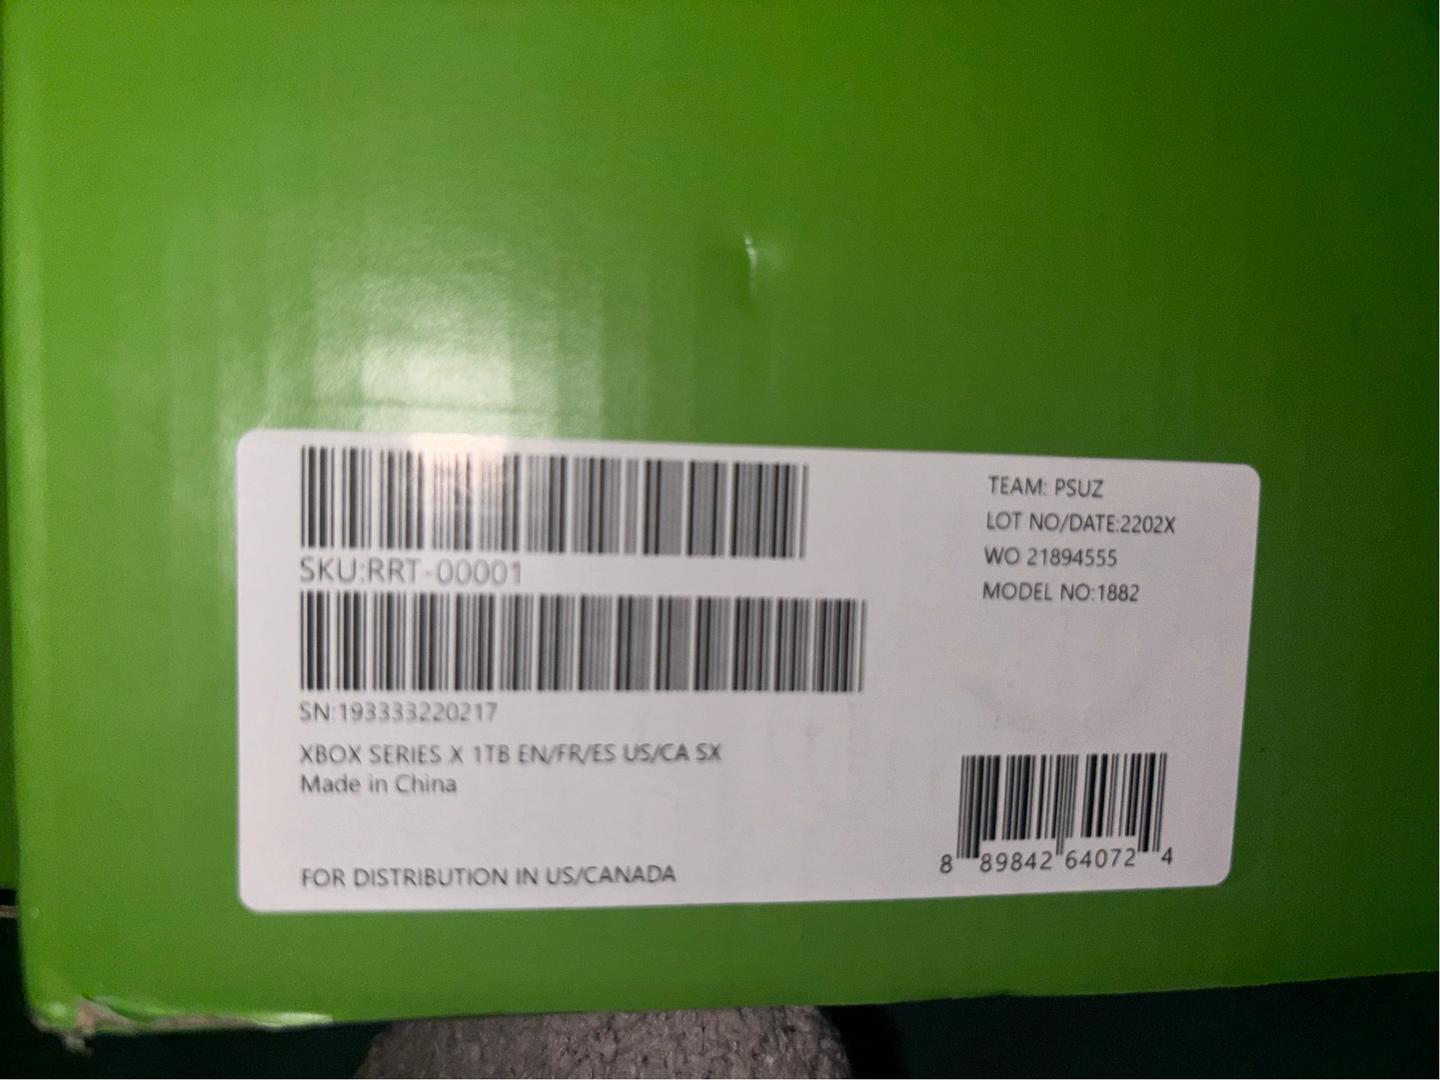 SKU:RRT-00001
SN:193333220217
XBOX SERIES X 1TB EN/FR/ES US/CA SX
Made in China
FOR DISTRIBUTION IN US/CANADA
TEAM: PSUZ
LOT NO/DATE:2202X
WO 21894555
MODEL NO:1882
8 89842 64072 4